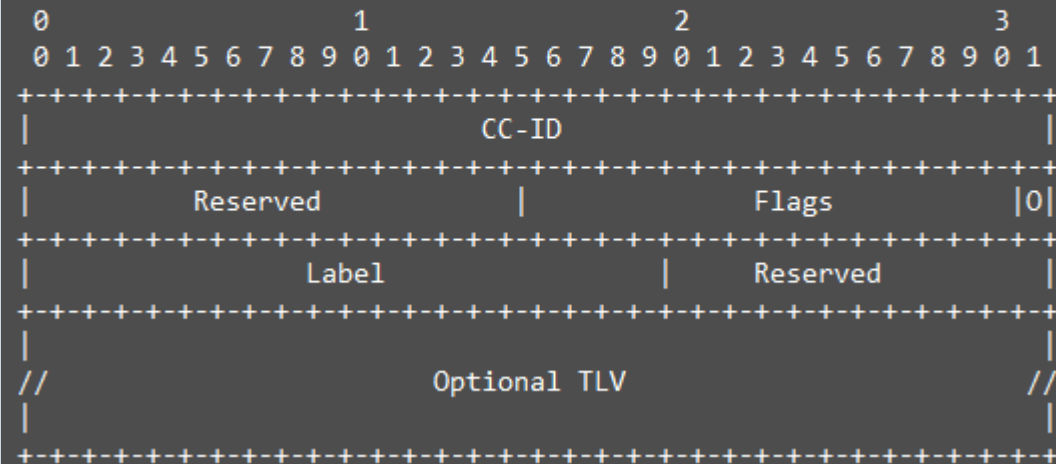 0                   1                   2                   3
0 1 2 3 4 5 6 7 8 9 0 1 2 3 4 5 6 7 8 9 0 1 2 3 4 5 6 7 8 9 0 1
+-+-+-+-+-+-+-+-+-+-+-+-+-+-+-+-+-+-+-+-+-+-+-+-+-+-+-+-+-+-+-+-+
|                            CC-ID                              |
+-+-+-+-+-+-+-+-+-+-+-+-+-+-+-+-+-+-+-+-+-+-+-+-+-+-+-+-+-+-+-+-+
|          Reserved            |              Flags           |O|
+-+-+-+-+-+-+-+-+-+-+-+-+-+-+-+-+-+-+-+-+-+-+-+-+-+-+-+-+-+-+-+-+
|                 Label                 |     Reserved          |
+-+-+-+-+-+-+-+-+-+-+-+-+-+-+-+-+-+-+-+-+-+-+-+-+-+-+-+-+-+-+-+-+
|                                                               |
//                        Optional TLV                         //
|                                                               |
+-+-+-+-+-+-+-+-+-+-+-+-+-+-+-+-+-+-+-+-+-+-+-+-+-+-+-+-+-+-+-+-+